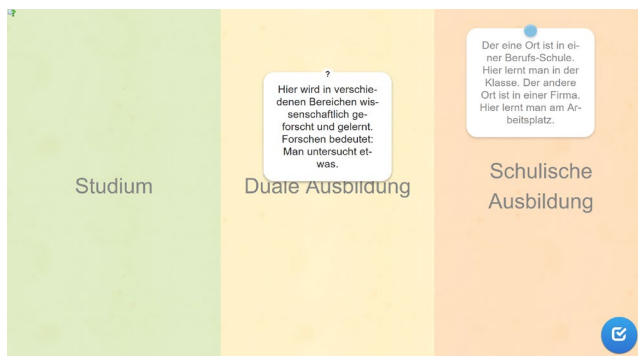 ?
Studium
?
Hier wird in verschie-
denen Bereichen wis-
senschaftlich ge-
forscht und gelernt.
Forschen bedeutet:
Man untersucht et-
was.
Duale Ausbildung
Der eine Ort ist in ei-
ner Berufs-Schule.
Hier lernt man in der
Klasse. Der andere
Ort ist in einer Firma.
Hier lernt man am Ar-
beitsplatz.
Schulische
Ausbildung